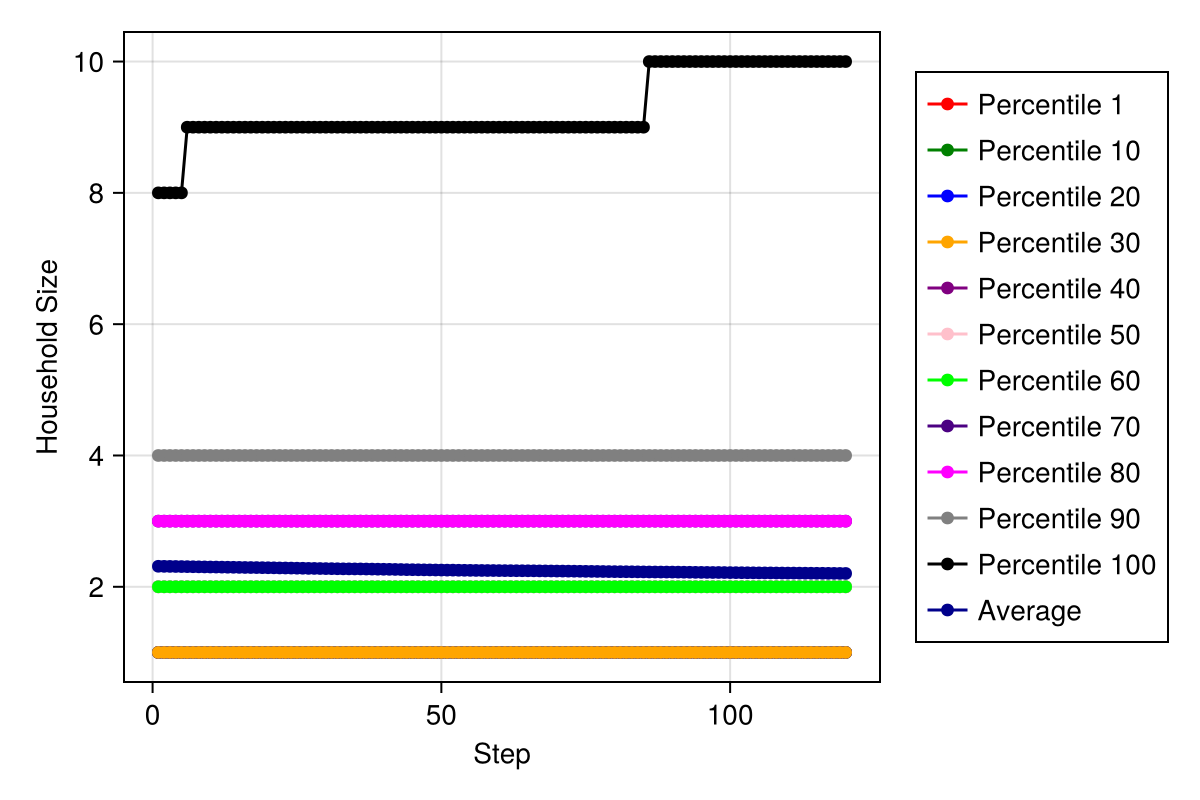 10
8
6
4
2
Household Size
0
50
100
Step
Percentile 1
Percentile 10
Percentile 20
Percentile 30
Percentile 40
Percentile 50
Percentile 60
Percentile 70
Percentile 80
Percentile 90
Percentile 100
Average